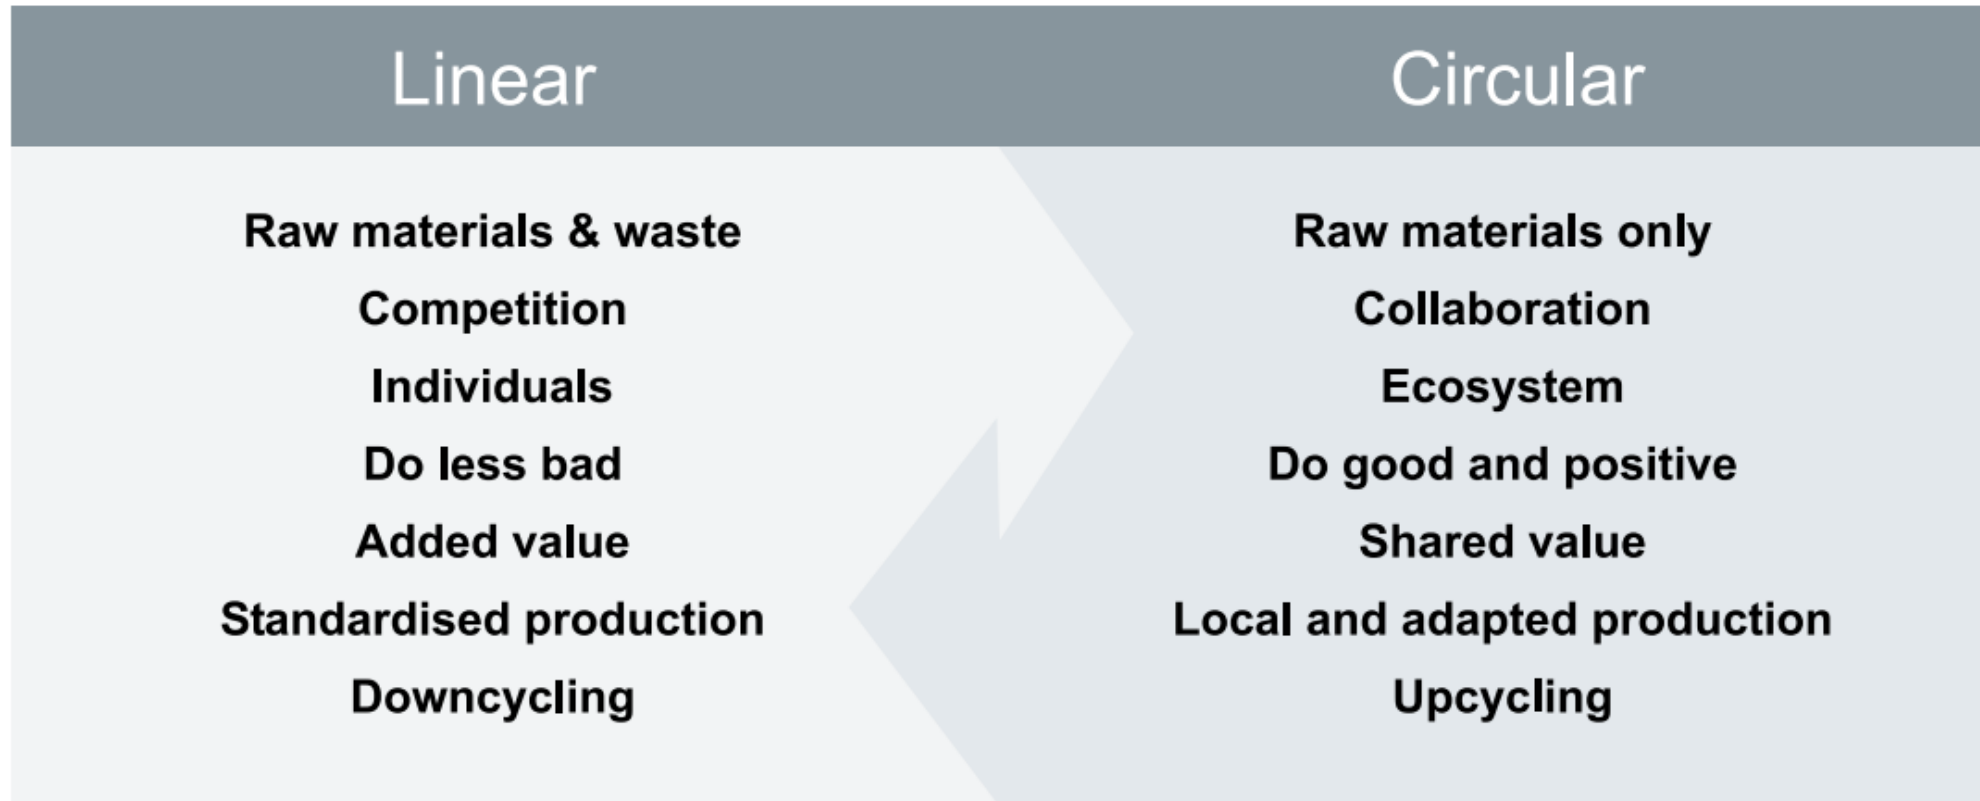 Linear
Circular
Raw materials & waste
Raw materials only
Competition
Collaboration
Individuals
Ecosystem
Do less bad
Do good and positive
Added value
Shared value
Standardised production
Local and adapted production
Downcycling
Upcycling